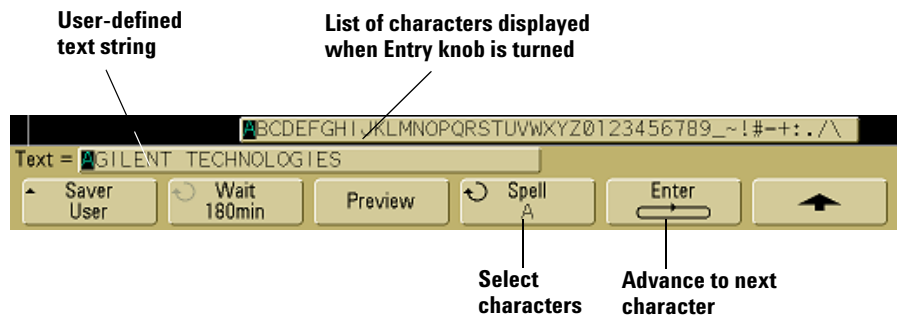 User-defined
text string
List of characters displayed
when Entry knob is turned
ABCDEFGHIJKLMNOPQRSTUVWXYZ0123456789_~!#-+:./\
Text = AGILENT TECHNOLOGIES
Saver
User
Wait
180min
Preview
Spell
A
Enter
Select
characters
Advance to next
character